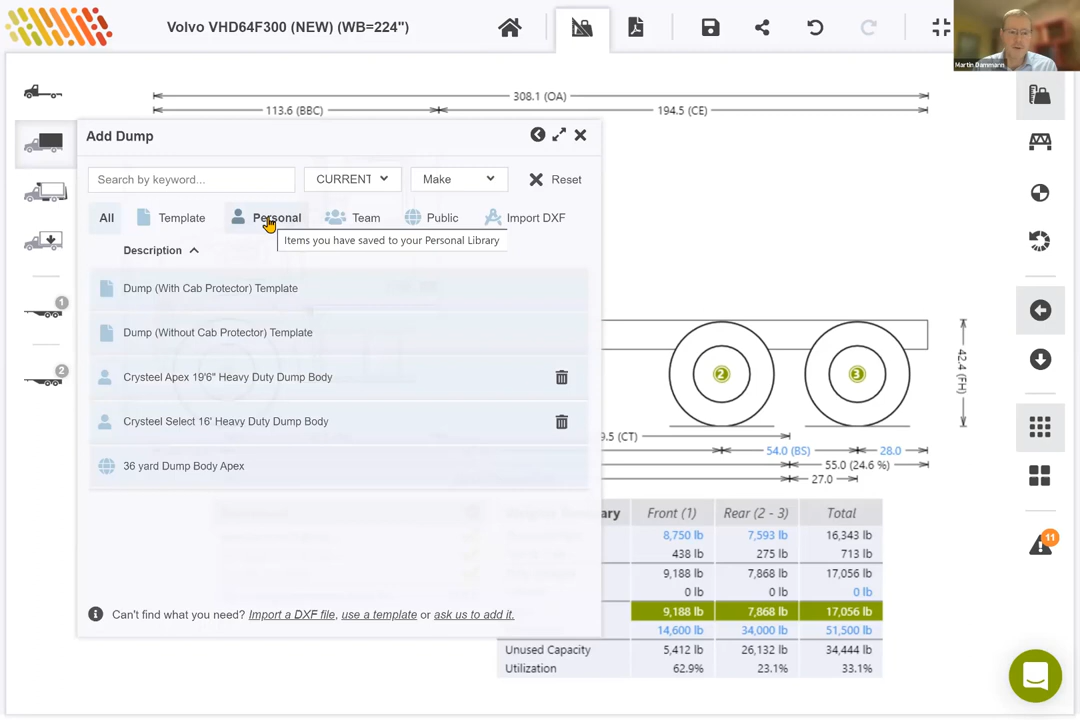 Volvo VHD64F300 (NEW) (WB=224")
Martin Dammann
308.1 (OA)
113.6 (BBC)
194.5 (CE)
Add Dump
Search by keyword...
CURRENT
Make
Reset
All
Template
Personal
Team
Public
Import DXF
Items you have saved to your Personal Library
Description
Dump (With Cab Protector) Template
Dump (Without Cab Protector) Template
Crysteel Apex 19'6" Heavy Duty Dump Body
Crysteel Select 16' Heavy Duty Dump Body
36 yard Dump Body Apex
Can't find what you need? Import a DXF file, use a template or ask us to add it.
1
2
2
3
42.4 (FH)
9.5 (CT)
54.0 (BS)
28.0
55.0 (24.6 %)
27.0
ary Front (1) Rear (2 - 3) Total
8,750 lb 7,593 lb 16,343 lb
438 lb 275 lb 713 lb
9,188 lb 7,868 lb 17,056 lb
0 lb 0 lb 0 lb
9,188 lb 7,868 lb 17,056 lb
14,600 lb 34,000 lb 51,500 lb
Unused Capacity 5,412 lb 26,132 lb 34,444 lb
Utilization 62.9% 23.1% 33.1%
11